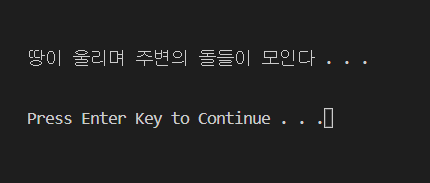 땅이 울리며 주변의 돌들이 모인다 . . .
Press Enter Key to Continue . . .